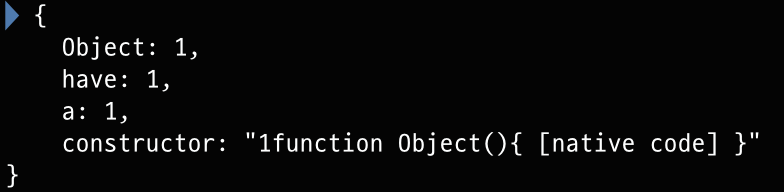 {
Object: 1,
have: 1,
a: 1,
constructor: "1function Object(){ [native code] }"
}